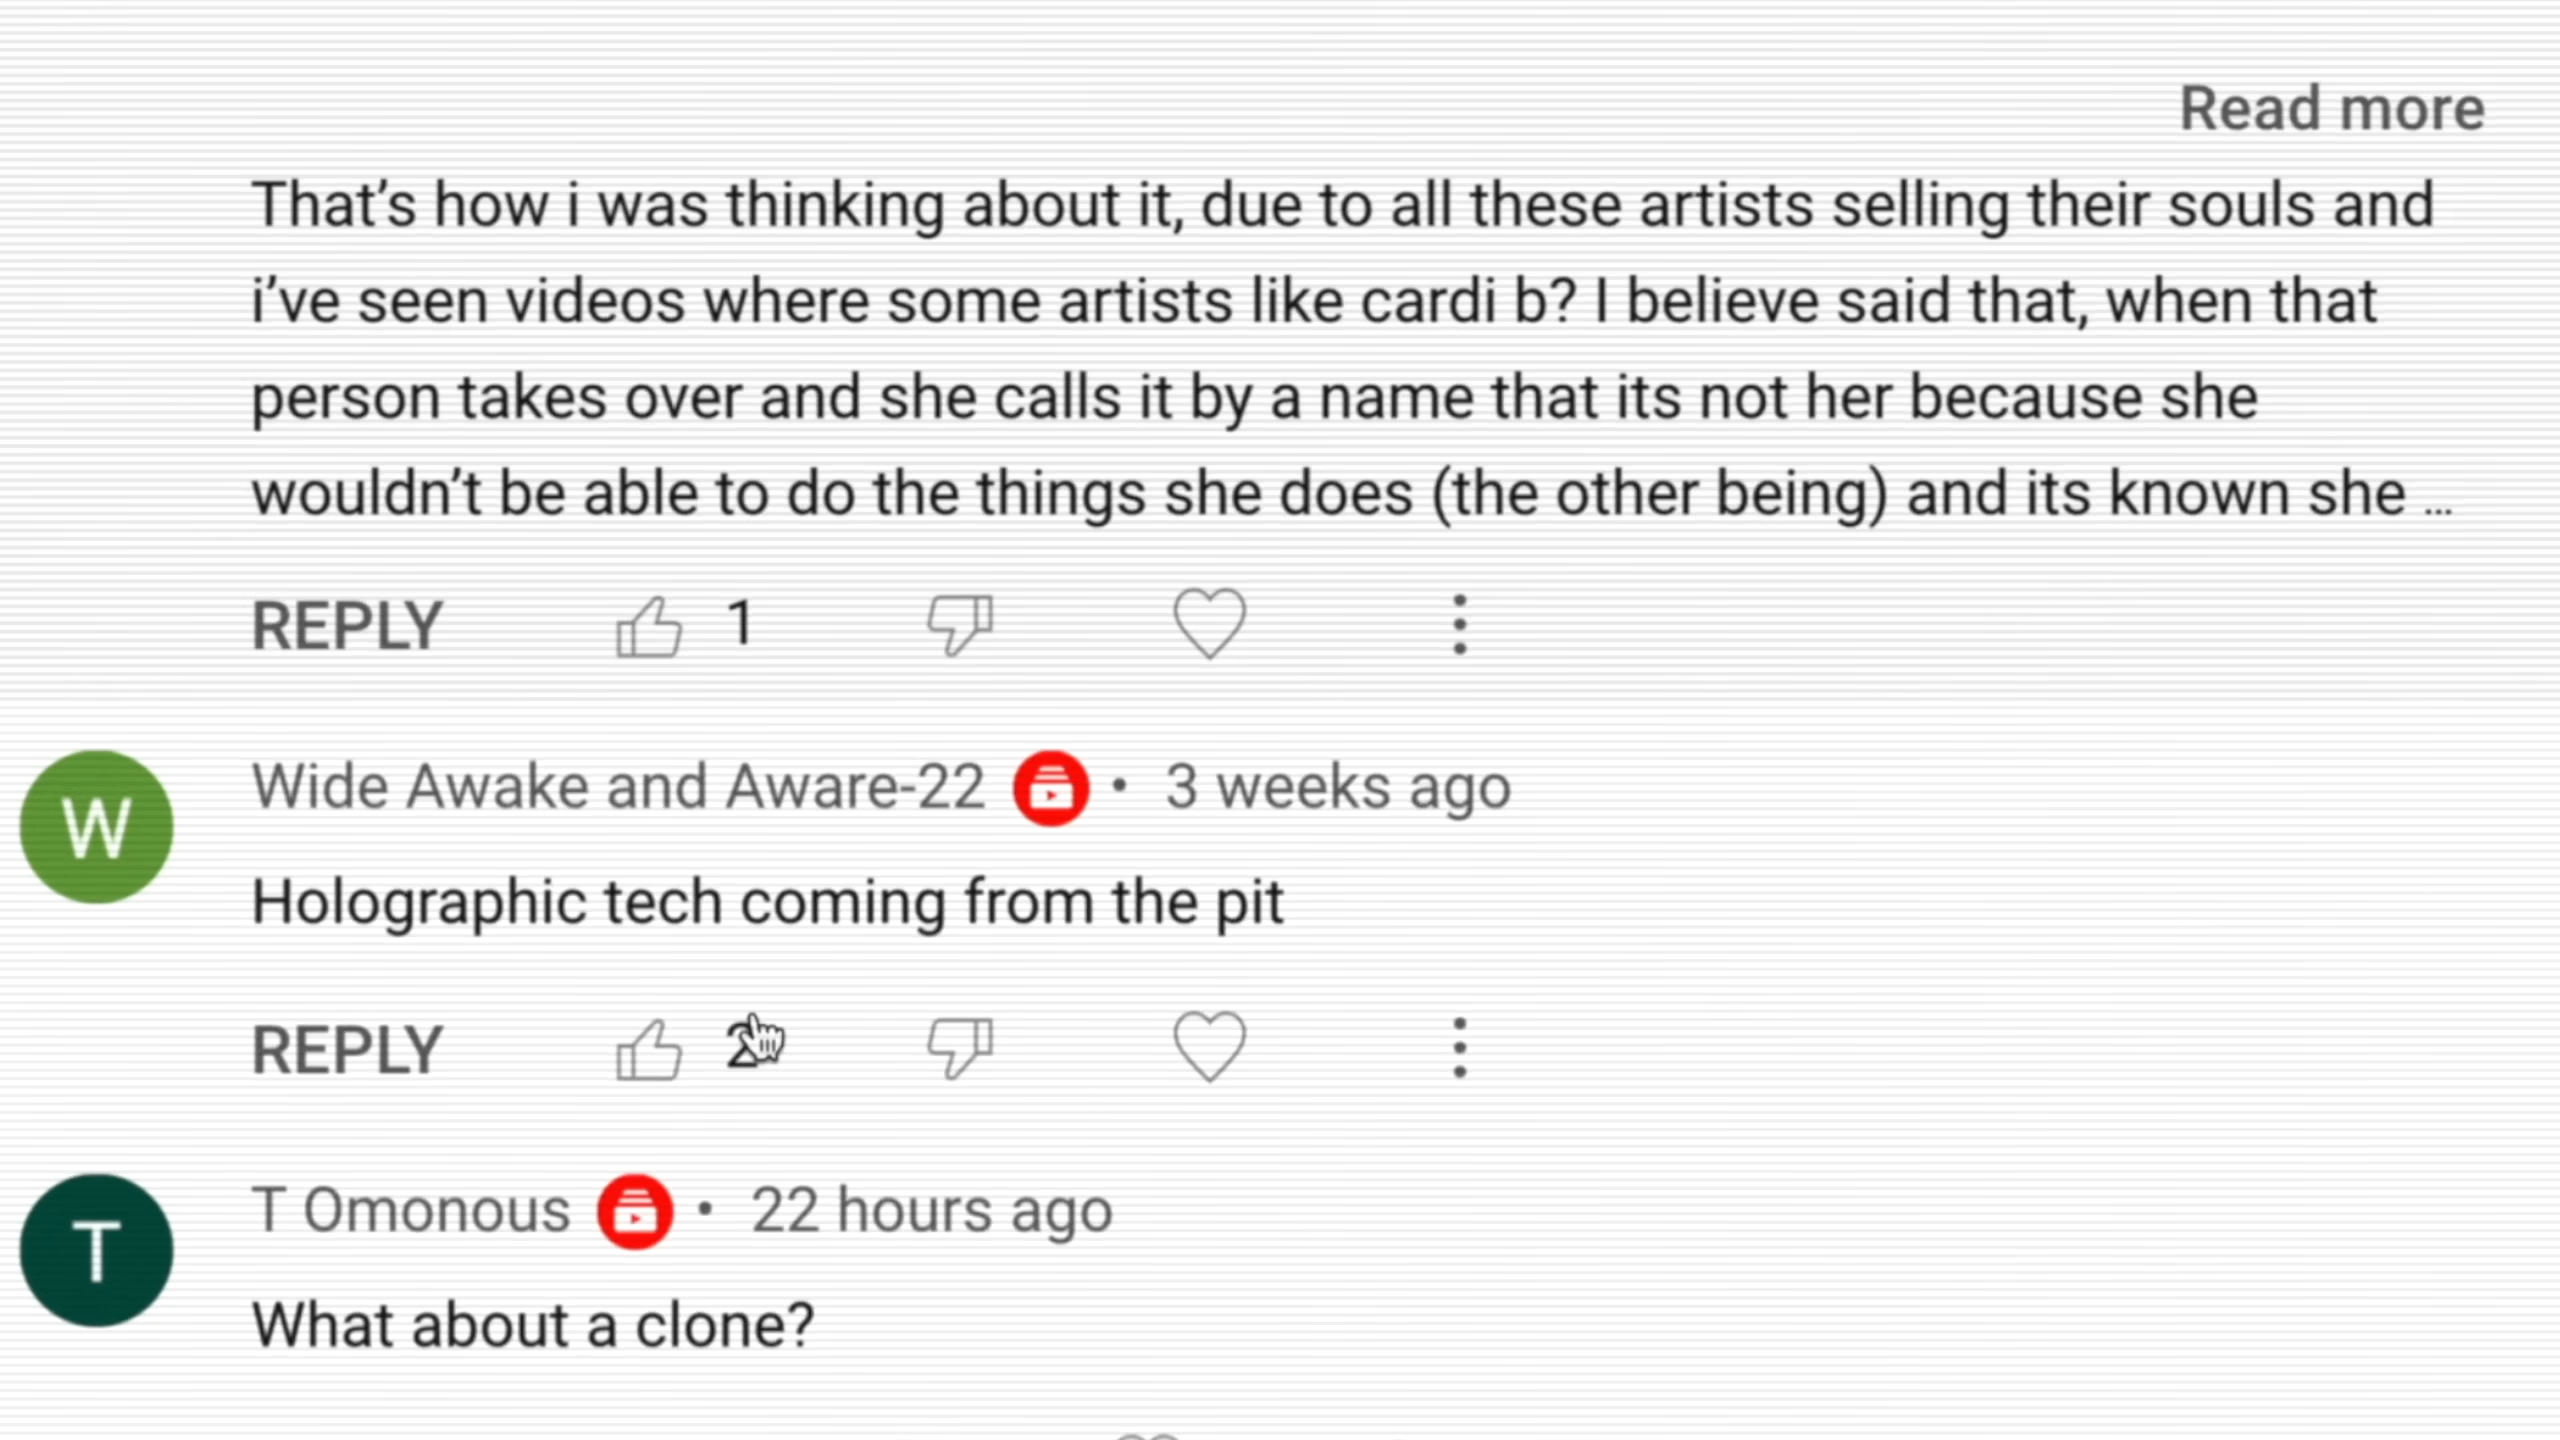 Read more
That’s how i was thinking about it, due to all these artists selling their souls and
i’ve seen videos where some artists like cardi b? I believe said that, when that
person takes over and she calls it by a name that its not her because she
wouldn’t be able to do the things she does (the other being) and its known she ...
REPLY 1
W
Wide Awake and Aware-22 • 3 weeks ago
Holographic tech coming from the pit
REPLY 2
T
T Omonous • 22 hours ago
What about a clone?